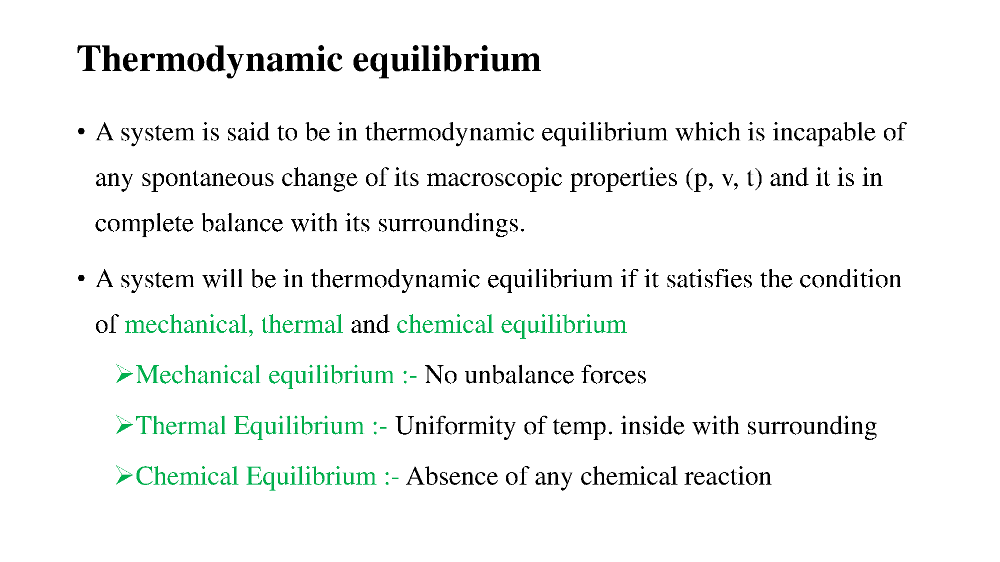 Thermodynamic equilibrium
• A system is said to be in thermodynamic equilibrium which is incapable of
any spontaneous change of its macroscopic properties (p, v, t) and it is in
complete balance with its surroundings.
• A system will be in thermodynamic equilibrium if it satisfies the condition
of mechanical, thermal and chemical equilibrium
➢Mechanical equilibrium :- No unbalance forces
➢Thermal Equilibrium :- Uniformity of temp. inside with surrounding
➢Chemical Equilibrium :- Absence of any chemical reaction